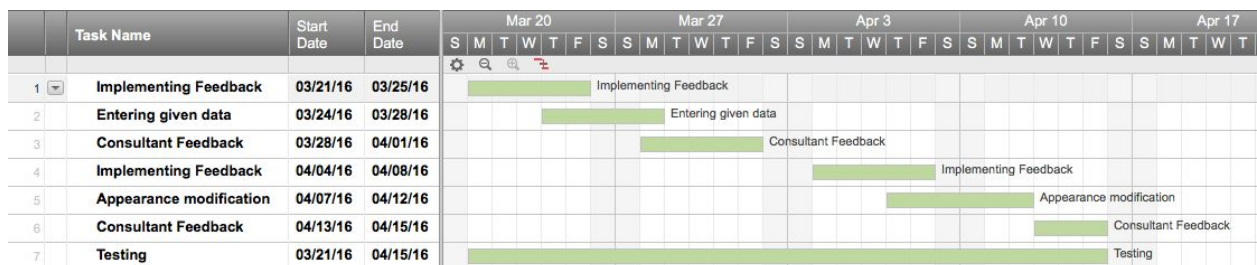 Task Name Start Date End Date Mar 20 Mar 27 Apr 3 Apr 10 Apr 17
S M T W T F S S M T W T F S S M T W T F S S M T W T F S S M T W T
1 Implementing Feedback 03/21/16 03/25/16 Implementing Feedback
2 Entering given data 03/24/16 03/28/16 Entering given data
3 Consultant Feedback 03/28/16 04/01/16 Consultant Feedback
4 Implementing Feedback 04/04/16 04/08/16 Implementing Feedback
5 Appearance modification 04/07/16 04/12/16 Appearance modification
6 Consultant Feedback 04/13/16 04/15/16 Consultant Feedback
7 Testing 03/21/16 04/15/16 Testing